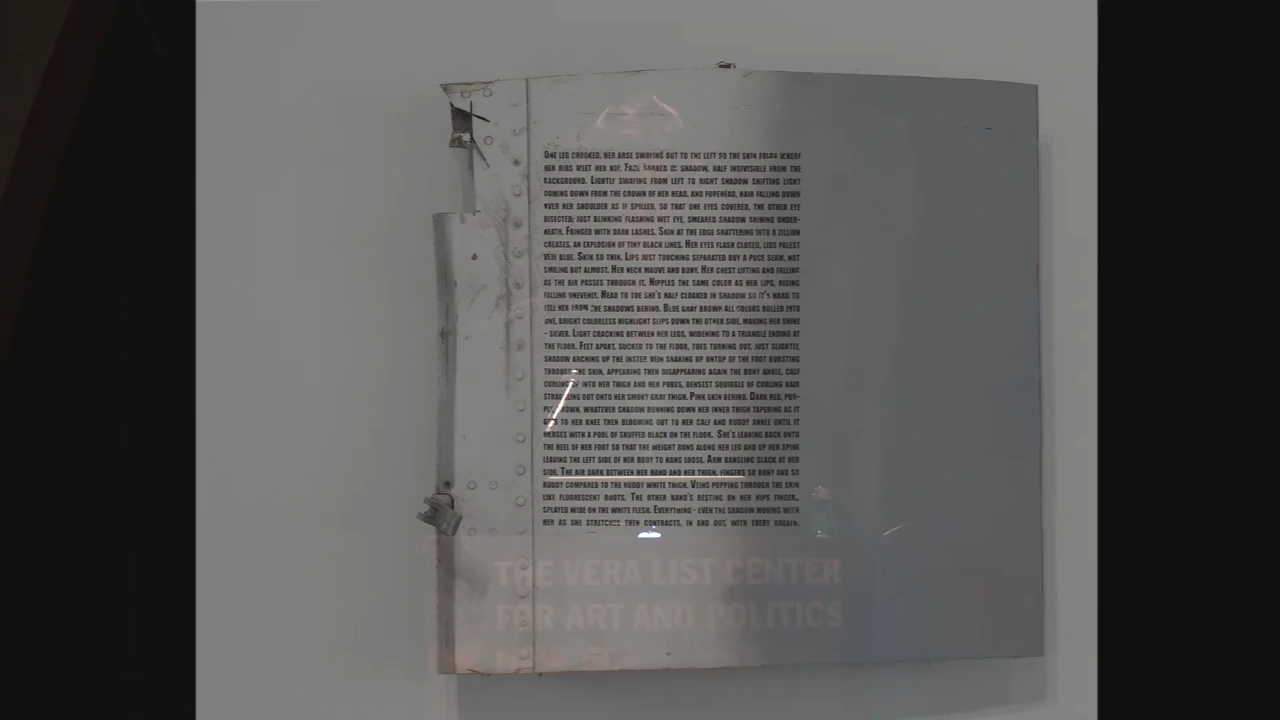 ONE LEG CROOKED, HER ARSE SWAYING OUT TO THE LEFT SO THE SKIN FOLDS WHERE
HER RIBS MEET HER HIP. FACE SOAKED IN SHADOW, HALF INDIVISIBLE FROM THE
BACKGROUND. LIGHTLY SWAYING FROM LEFT TO RIGHT SHADOW SHIFTING LIGHT
COMING DOWN FROM THE CROWN OF HER HEAD, AND FOREHEAD, HAIR FALLING DOWN
OVER HER SHOULDER AS IF SPILLED, SO THAT ONE EYES COVERED, THE OTHER EYE
BISECTED; JUST BLINKING FLASHING WET EYE, SMEARED SHADOW SHINING UNDER-
NEATH. FRINGED WITH DARK LASHES. SKIN AT THE EDGE SHATTERING INTO A ZILLION
CREASES, AN EXPLOSION OF TINY BLACK LINES. HER EYES FLASH CLOSED, LIDS PALEST
VEIN BLUE. SKIN SO THIN. LIPS JUST TOUCHING SEPARATED BUY A PUCE SEAM, NOT
SMILING BUT ALMOST. HER NECK MAUVE AND BONY. HER CHEST LIFTING AND FALLING
AS THE AIR PASSES THROUGH IT. NIPPLES THE SAME COLOR AS HER LIPS, RISING
FALLING UNEVENLY. HEAD TO TOE SHE'S HALF CLOAKED IN SHADOW SO IT'S HARD TO
TELL HER FROM THE SHADOWS BEHIND. BLUE GRAY BROWN ALL COLORS ROLLED INTO
ONE, BRIGHT COLORLESS HIGHLIGHT SLIPS DOWN THE OTHER SIDE, MAKING HER SHINE
- SILVER. LIGHT CRACKING BETWEEN HER LEGS, WIDENING TO A TRIANGLE ENDING AT
THE FLOOR. FEET APART, SUCKED TO THE FLOOR, TOES TURNING OUT, JUST SLIGHTLY,
SHADOW ARCHING UP THE INSTEP. VEIN SNAKING UP ONTOP OF THE FOOT BURSTING
THROUGH THE SKIN, APPEARING THEN DISAPPEARING AGAIN THE BONY ANKLE, CALF
CURLING UP INTO HER THIGH AND HER PUBES, DENSEST SQUIGGLE OF CURLING HAIR
STRAGGLING OUT ONTO HER SMOKY GRAY THIGH. PINK SKIN BEHIND. DARK RED, PUR-
PLE, BROWN, WHATEVER SHADOW RUNNING DOWN HER INNER THIGH TAPERING AS IT
GETS TO HER KNEE THEN BLOOMING OUT TO HER CALF AND RUDDY ANKLE UNTIL IT
MERGES WITH A POOL OF SKUFFED BLACK ON THE FLOOR. SHE'S LEANING BACK ONTO
THE HEEL OF HER FOOT SO THAT THE WEIGHT RUNS ALONG HER LEG AND UP HER SPINE
LEAVING THE LEFT SIDE OF HER BODY TO HANG LOOSE. ARM DANGLING SLACK AT HER
SIDE. THE AIR DARK BETWEEN HER HAND AND HER THIGH. FINGERS SO BONY AND SO
RUDDY COMPARED TO THE RUDDY WHITE THIGH. VEINS POPPING THROUGH THE SKIN
LIKE FLUORESCENT ROOTS. THE OTHER HAND'S RESTING ON HER HIPS FINGER..
SPLAYED WIDE ON THE WHITE FLESH. EVERYTHING - EVEN THE SHADOW MOVING WITH
HER AS SHE STRETCHES THEN CONTRACTS, IN AND OUT, WITH EVERY BREATH.
THE VERA LIST CENTER
FOR ART AND POLITICS